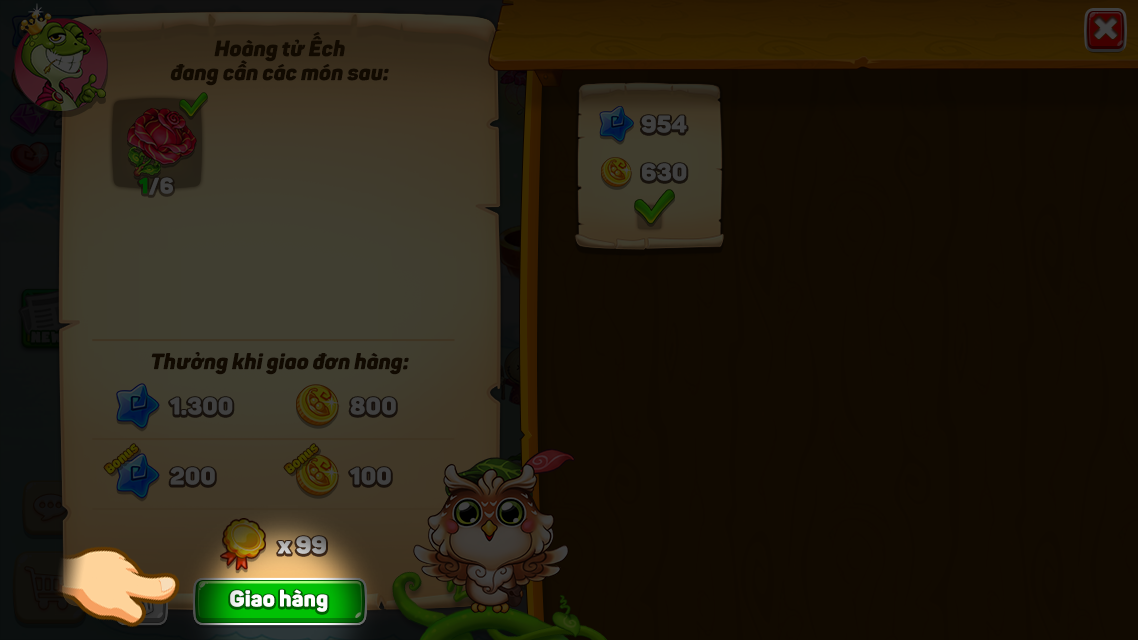 Hoàng tử Ếch
đang cần các món sau:
1/6
954
630
Thưởng khi giao đơn hàng:
1.300
800
BONUS 200
BONUS 100
x99
Giao hàng